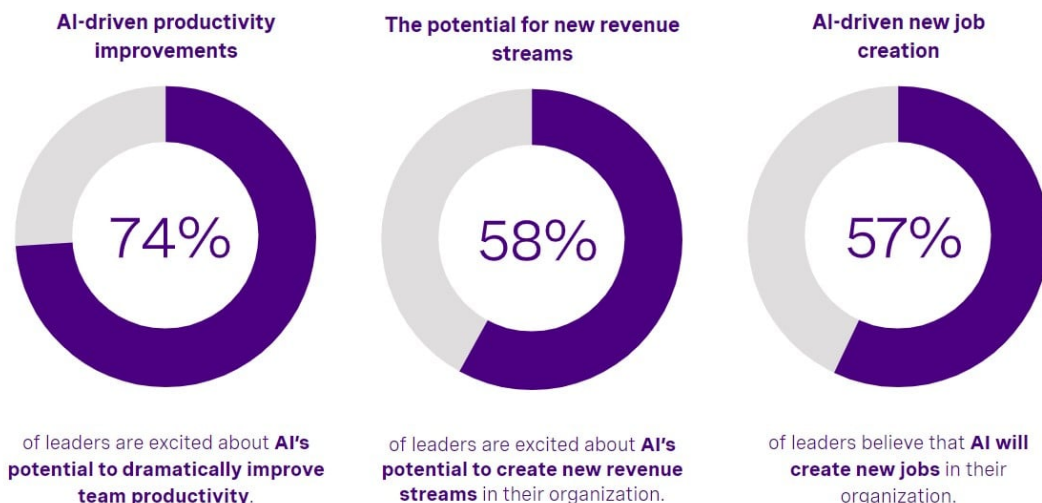 AI-driven productivity
improvements
74%
of leaders are excited about AI's
potential to dramatically improve
team productivity.
The potential for new revenue
streams
58%
of leaders are excited about AI's
potential to create new revenue
streams in their organization.
AI-driven new job
creation
57%
of leaders believe that AI will
create new jobs in their
organization.